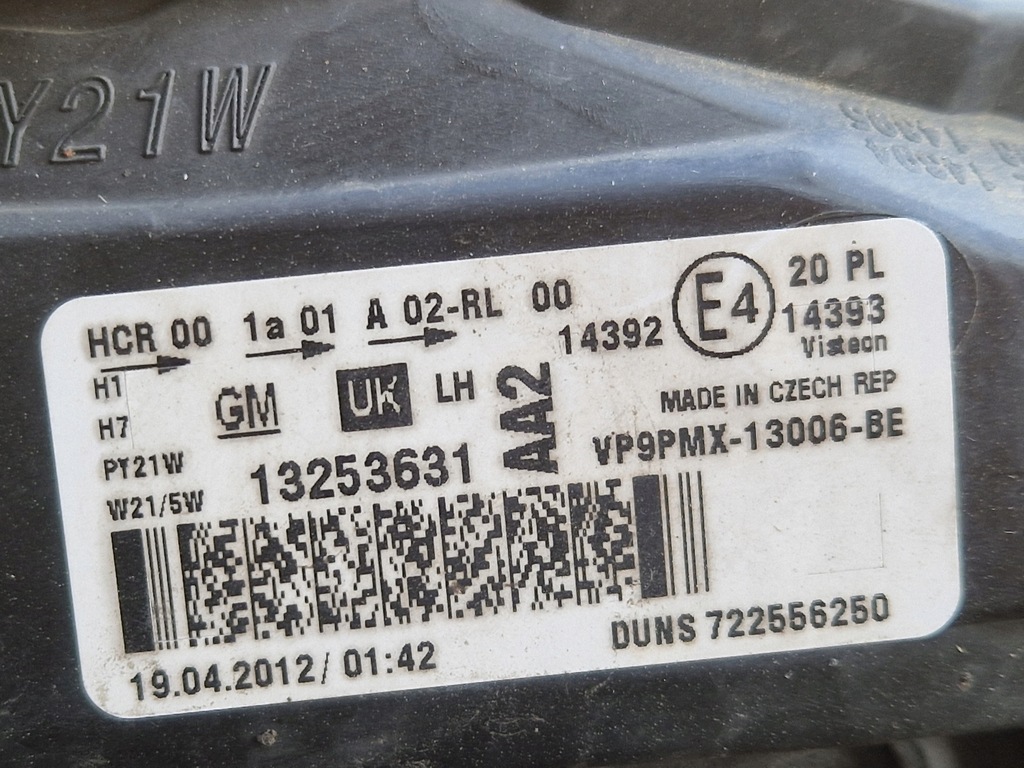 Y21W
HCR 00 1a 01 A 02-RL 00
14392
E4
20 PL
14393
Visteon
H1
H7
PY21W
W21/5W
GM
UK
LH
AA2
MADE IN CZECH REP
VP9PMX-13006-BE
13253631
19.04.2012/ 01:42
DUNS 722556250